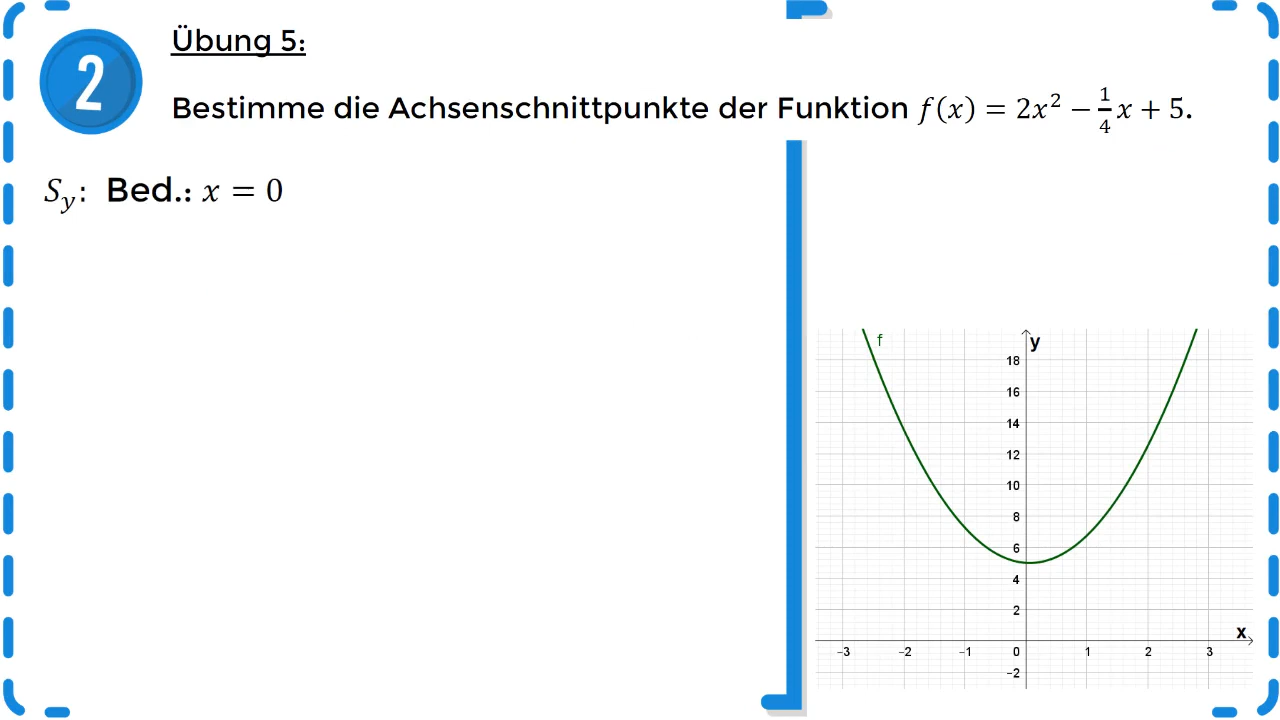 Übung 5:
2
Bestimme die Achsenschnittpunkte der Funktion f(x) = 2x² − 1/4 x + 5.
S_y: Bed.: x = 0
f
y
18
16
14
12
10
8
6
4
2
x
−3 −2 −1 0 1 2 3
−2